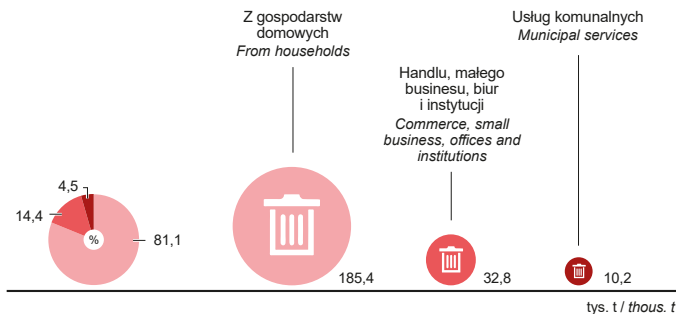 Z gospodarstw
domowych
From households
Handlu, małego
businesu, biur
i instytucji
Commerce, small
business, offices and
institutions
Usług komunalnych
Municipal services
4,5
14,4
%
81,1
185,4
32,8
10,2
tys. t / thous. t